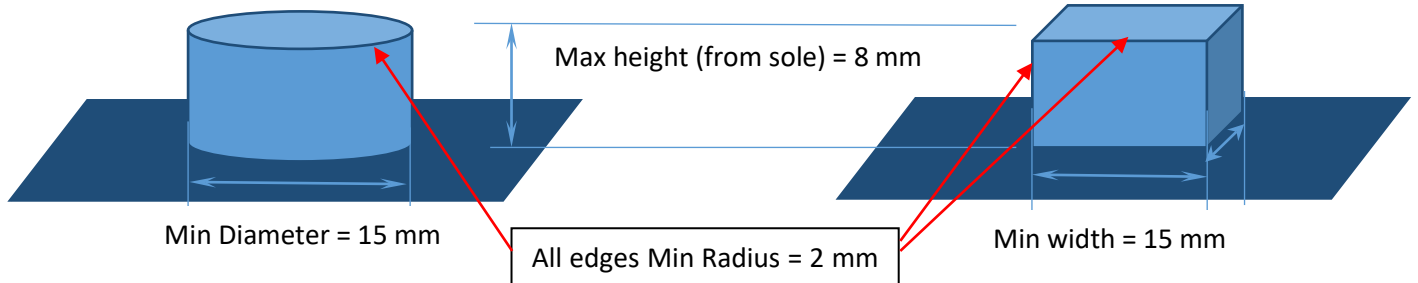 Max height (from sole) = 8 mm
Min Diameter = 15 mm
All edges Min Radius = 2 mm
Min width = 15 mm